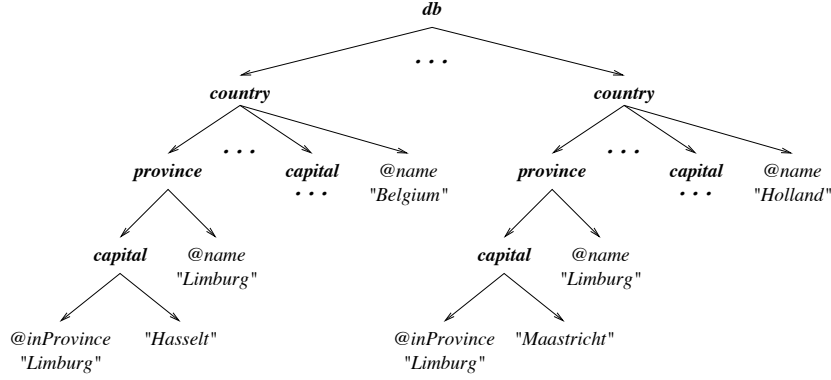 db
. . .
country country
province . . . capital @name province . . . capital @name
. . . "Belgium" . . . "Holland"
capital @name capital @name
"Limburg" "Limburg"
@inProvince "Hasselt" @inProvince "Maastricht"
"Limburg" "Limburg"